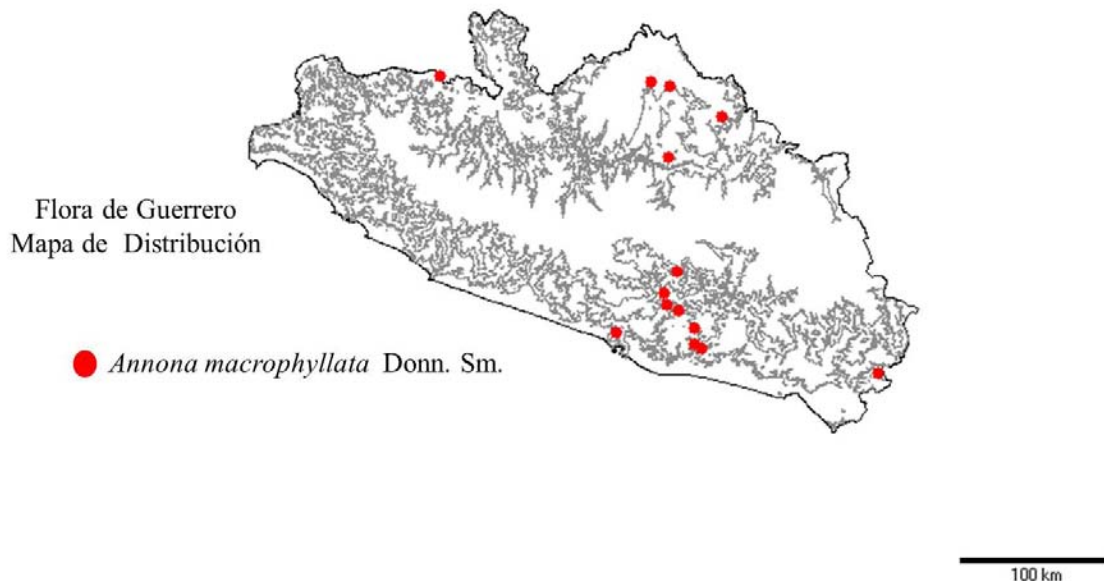 Flora de Guerrero
Mapa de Distribución
Annona macrophyllata Donn. Sm.
100 km